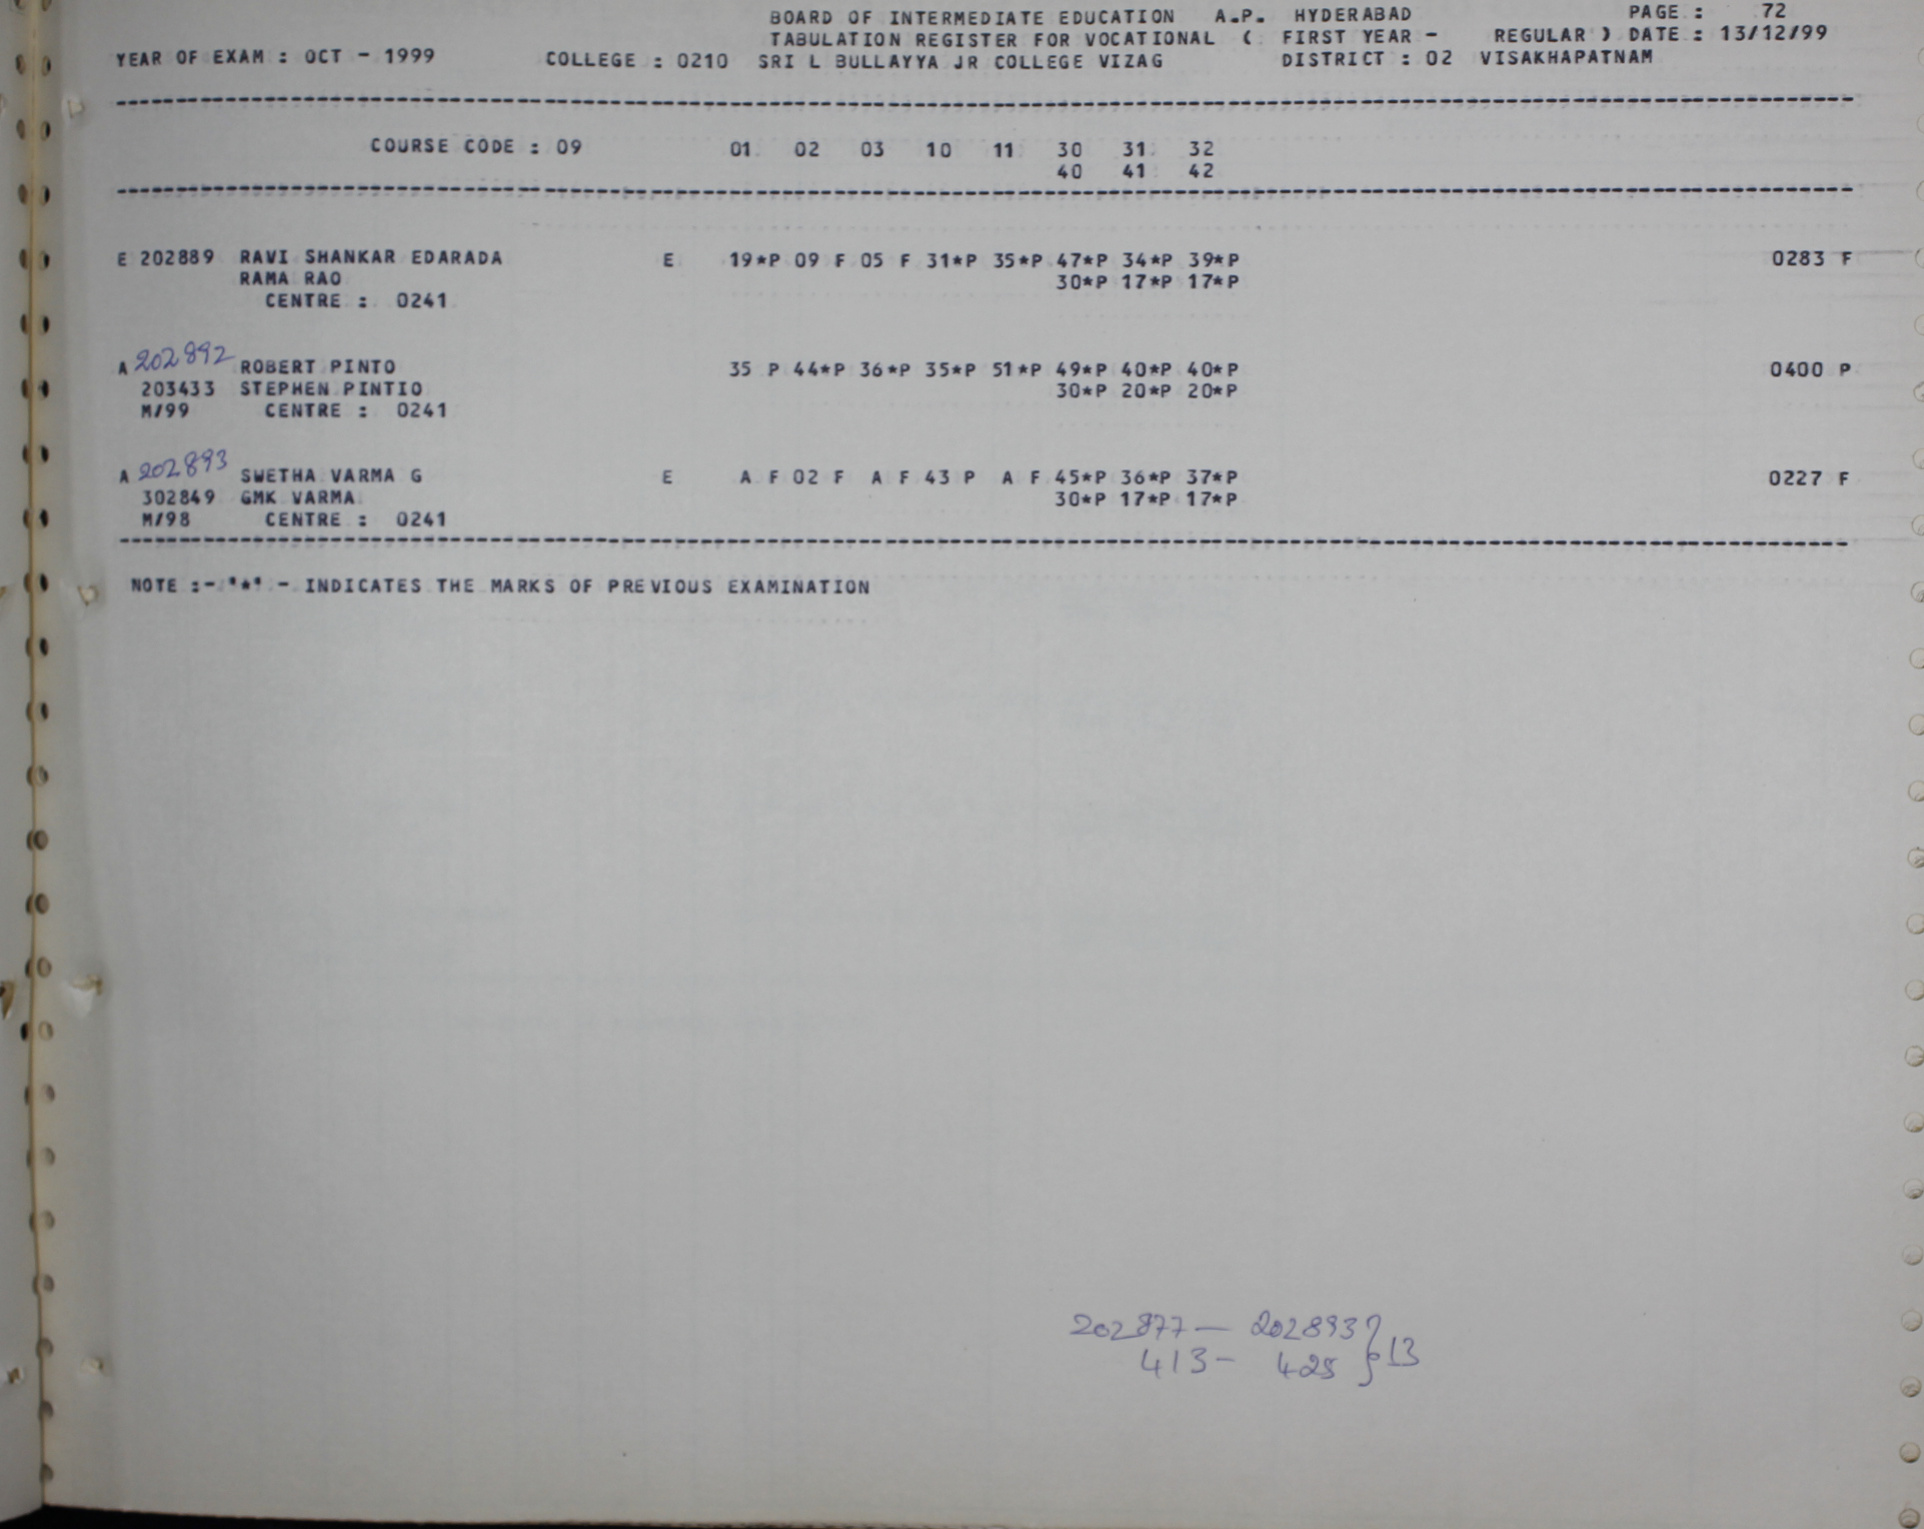 BOARD OF INTERMEDIATE EDUCATION A.P. HYDERABAD PAGE : 72
TABULATION REGISTER FOR VOCATIONAL ( FIRST YEAR - REGULAR ) DATE : 13/12/99
YEAR OF EXAM : OCT - 1999 COLLEGE : 0210 SRI L BULLAYYA JR COLLEGE VIZAG DISTRICT : 02 VISAKHAPATNAM
COURSE CODE : 09 01 02 03 10 11 30 31 32
40 41 42
E 202889 RAVI SHANKAR EDARADA E 19*P 09 F 05 F 31*P 35*P 47*P 34*P 39*P 0283 F
RAMA RAO 30*P 17*P 17*P
CENTRE : 0241
A 202892 ROBERT PINTO 35 P 44*P 36*P 35*P 51*P 49*P 40*P 40*P 0400 P
203433 STEPHEN PINTIO 30*P 20*P 20*P
M/99 CENTRE : 0241
A 202893 SWETHA VARMA G E A F 02 F A F 43 P A F 45*P 36*P 37*P 0227 F
302849 GMK VARMA 30*P 17*P 17*P
M/98 CENTRE : 0241
NOTE :- '*' - INDICATES THE MARKS OF PREVIOUS EXAMINATION
202877 — 202893 } 13
413 - 425